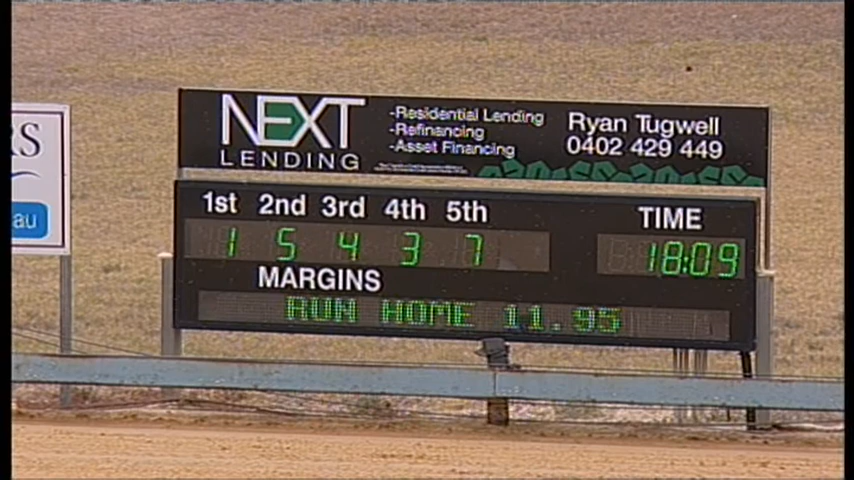 RS
au
NEXT
LENDING
-Residential Lending
-Refinancing
-Asset Financing
Ryan Tugwell
0402 429 449
1st 2nd 3rd 4th 5th
1 5 4 3 7
TIME
18:09
MARGINS
RUN HOME 11.95